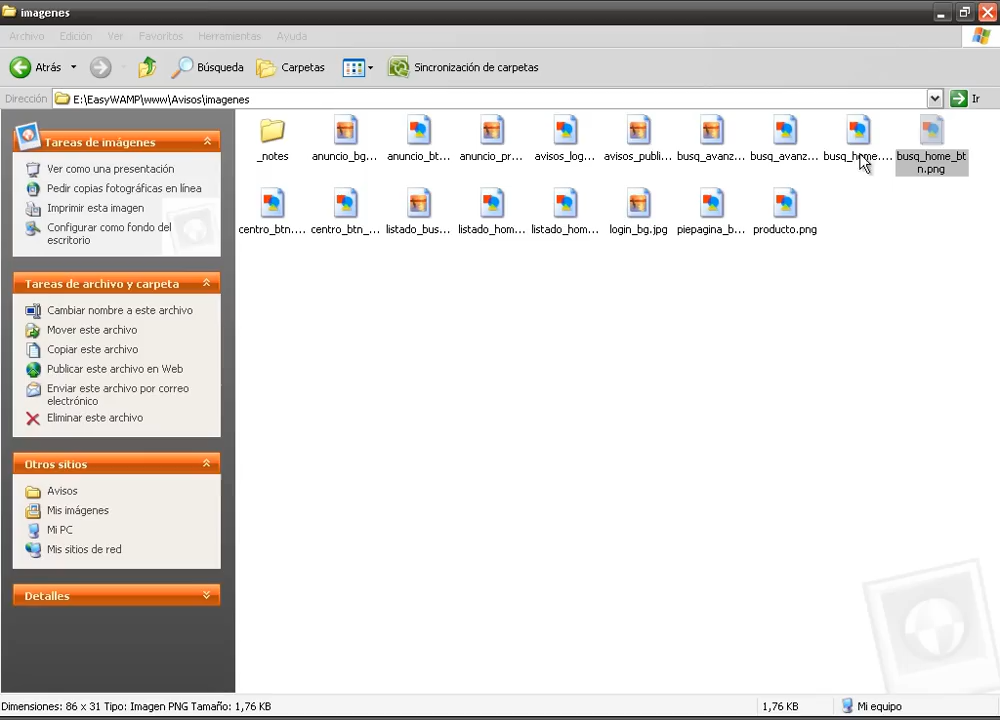 imagenes
Archivo Edición Ver Favoritos Herramientas Ayuda
Atrás Búsqueda Carpetas Sincronización de carpetas
Dirección E:\EasyWAMP\www\Avisos\imagenes Ir
Tareas de imágenes
Ver como una presentación
Pedir copias fotográficas en línea
Imprimir esta imagen
Configurar como fondo del
escritorio
Tareas de archivo y carpeta
Cambiar nombre a este archivo
Mover este archivo
Copiar este archivo
Publicar este archivo en Web
Enviar este archivo por correo
electrónico
Eliminar este archivo
Otros sitios
Avisos
Mis imágenes
Mi PC
Mis sitios de red
Detalles
_notes anuncio_bg... anuncio_bt... anuncio_pr... avisos_log... avisos_publi... busq_avanz... busq_avanz... busq_home.... busq_home_bt
n.png
centro_btn.... centro_btn_... listado_bus... listado_hom... listado_hom... login_bg.jpg piepagina_b... producto.png
Dimensiones: 86 x 31 Tipo: Imagen PNG Tamaño: 1,76 KB 1,76 KB Mi equipo